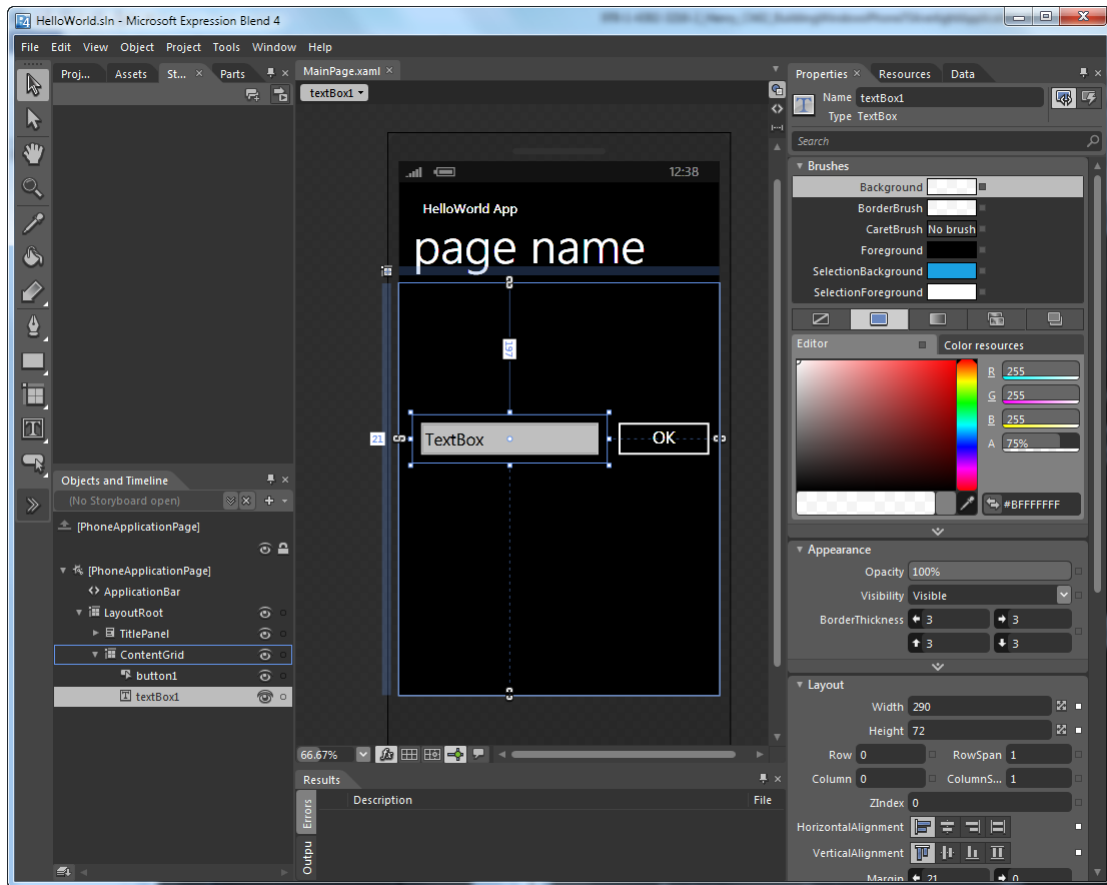 HelloWorld.sln - Microsoft Expression Blend 4
File Edit View Object Project Tools Window Help
Proj... Assets St... × Parts
MainPage.xaml ×
textBox1
12:38
HelloWorld App
page name
197
21
TextBox
OK
Objects and Timeline
(No Storyboard open)
[PhoneApplicationPage]
[PhoneApplicationPage]
ApplicationBar
LayoutRoot
TitlePanel
ContentGrid
button1
textBox1
66.67%
Results
Errors
Outpu
Description File
Properties × Resources Data
Name textBox1
Type TextBox
Search
Brushes
Background
BorderBrush
CaretBrush No brush
Foreground
SelectionBackground
SelectionForeground
Editor Color resources
R 255
G 255
B 255
A 75%
#BFFFFFFF
Appearance
Opacity 100%
Visibility Visible
BorderThickness 3 3
3 3
Layout
Width 290
Height 72
Row 0 RowSpan 1
Column 0 ColumnS... 1
ZIndex 0
HorizontalAlignment
VerticalAlignment
Margin 21 0